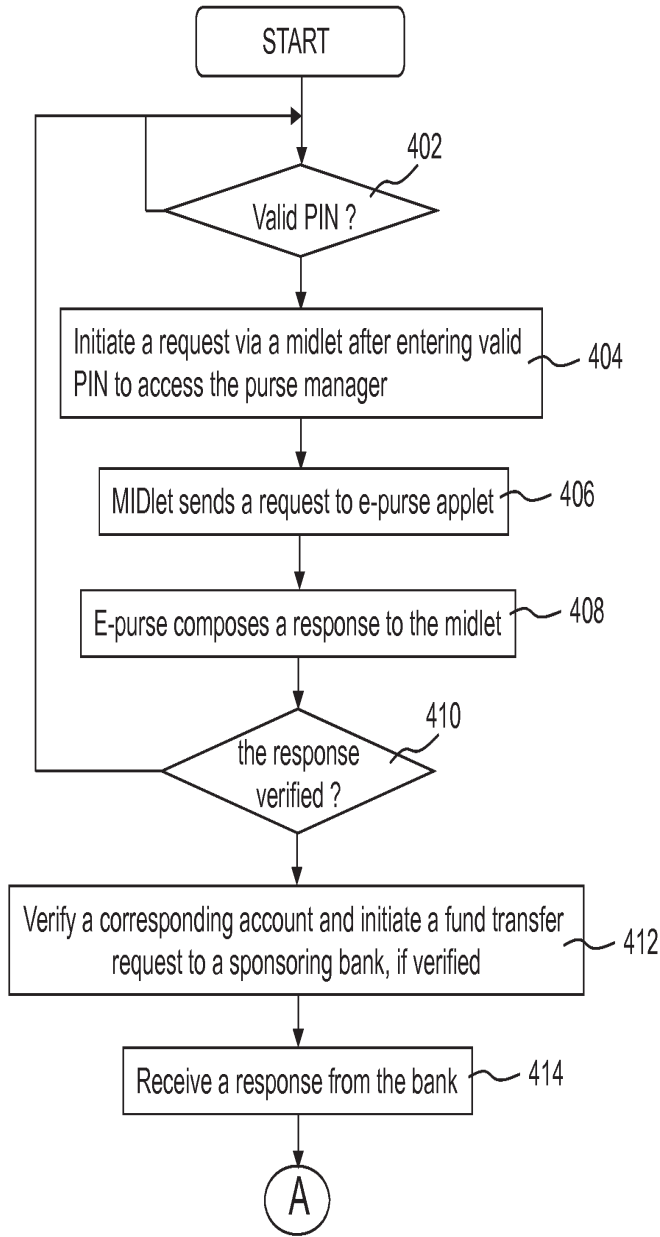 START
402
Valid PIN ?
Initiate a request via a midlet after entering valid
PIN to access the purse manager
404
MIDlet sends a request to e-purse applet
406
E-purse composes a response to the midlet
408
410
the response
verified ?
Verify a corresponding account and initiate a fund transfer
request to a sponsoring bank, if verified
412
Receive a response from the bank
414
A